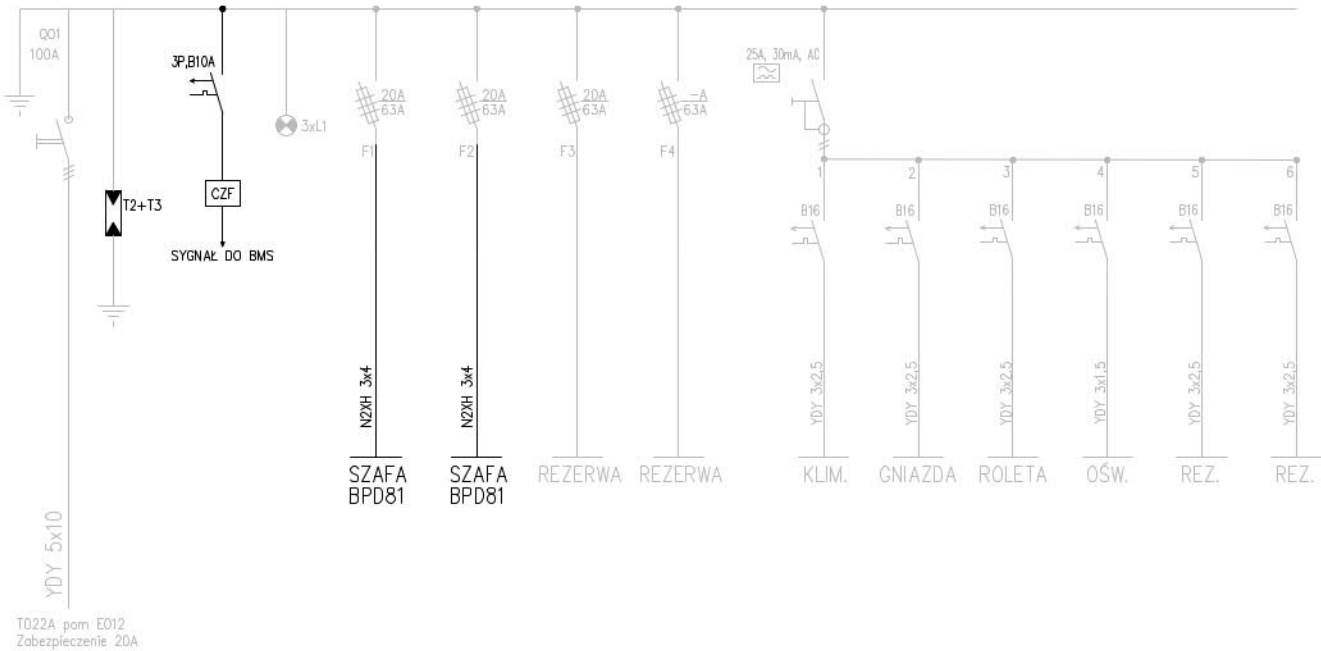 Q01
100A
3P,B10A
25A, 30mA, AC
20A
63A
20A
63A
20A
63A
-A
63A
3xL1
F1
F2
F3
F4
1
2
3
4
5
6
T2+T3
CZF
B16
B16
B16
B16
B16
B16
SYGNAŁ DO BMS
N2XH 3x4
N2XH 3x4
YDY 3x2,5
YDY 3x2,5
YDY 3x2,5
YDY 3x1,5
YDY 3x2,5
YDY 3x2,5
SZAFA
BPD81
SZAFA
BPD81
REZERWA
REZERWA
KLIM.
GNIAZDA
ROLETA
OŚW.
REZ.
REZ.
YDY 5x10
T022A pom E012
Zabezpieczenie 20A